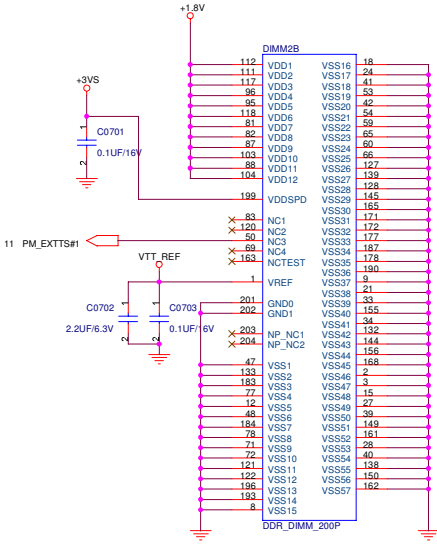 +1.8V
DIMM2B
112 VDD1 VSS16 18
111 VDD2 VSS17 24
117 VDD3 VSS18 41
96 VDD4 VSS19 53
95 VDD5 VSS20 42
118 VDD6 VSS21 54
81 VDD7 VSS22 59
82 VDD8 VSS23 65
87 VDD9 VSS24 60
103 VDD10 VSS25 66
88 VDD11 VSS26 127
104 VDD12 VSS27 139
VSS28 128
199 VDDSPD VSS29 145
VSS30 165
83 NC1 VSS31 171
120 NC2 VSS32 172
50 NC3 VSS33 177
69 NC4 VSS34 187
163 NCTEST VSS35 178
VSS36 190
1 VREF VSS37 9
VSS38 21
201 GND0 VSS39 33
202 GND1 VSS40 155
VSS41 34
203 NP_NC1 VSS42 132
204 NP_NC2 VSS43 144
VSS44 156
47 VSS1 VSS45 168
133 VSS2 VSS46 2
183 VSS3 VSS47 3
77 VSS4 VSS48 15
12 VSS5 VSS49 27
48 VSS6 VSS50 39
184 VSS7 VSS51 149
78 VSS8 VSS52 161
71 VSS9 VSS53 28
72 VSS10 VSS54 40
121 VSS11 VSS55 138
122 VSS12 VSS56 150
196 VSS13 VSS57 162
193 VSS14
8 VSS15
DDR_DIMM_200P
+3VS
1
C0701
0.1UF/16V
2
11 PM_EXTTS#1
VTT_REF
1 1
C0702 C0703
2.2UF/6.3V 0.1UF/16V
2 2